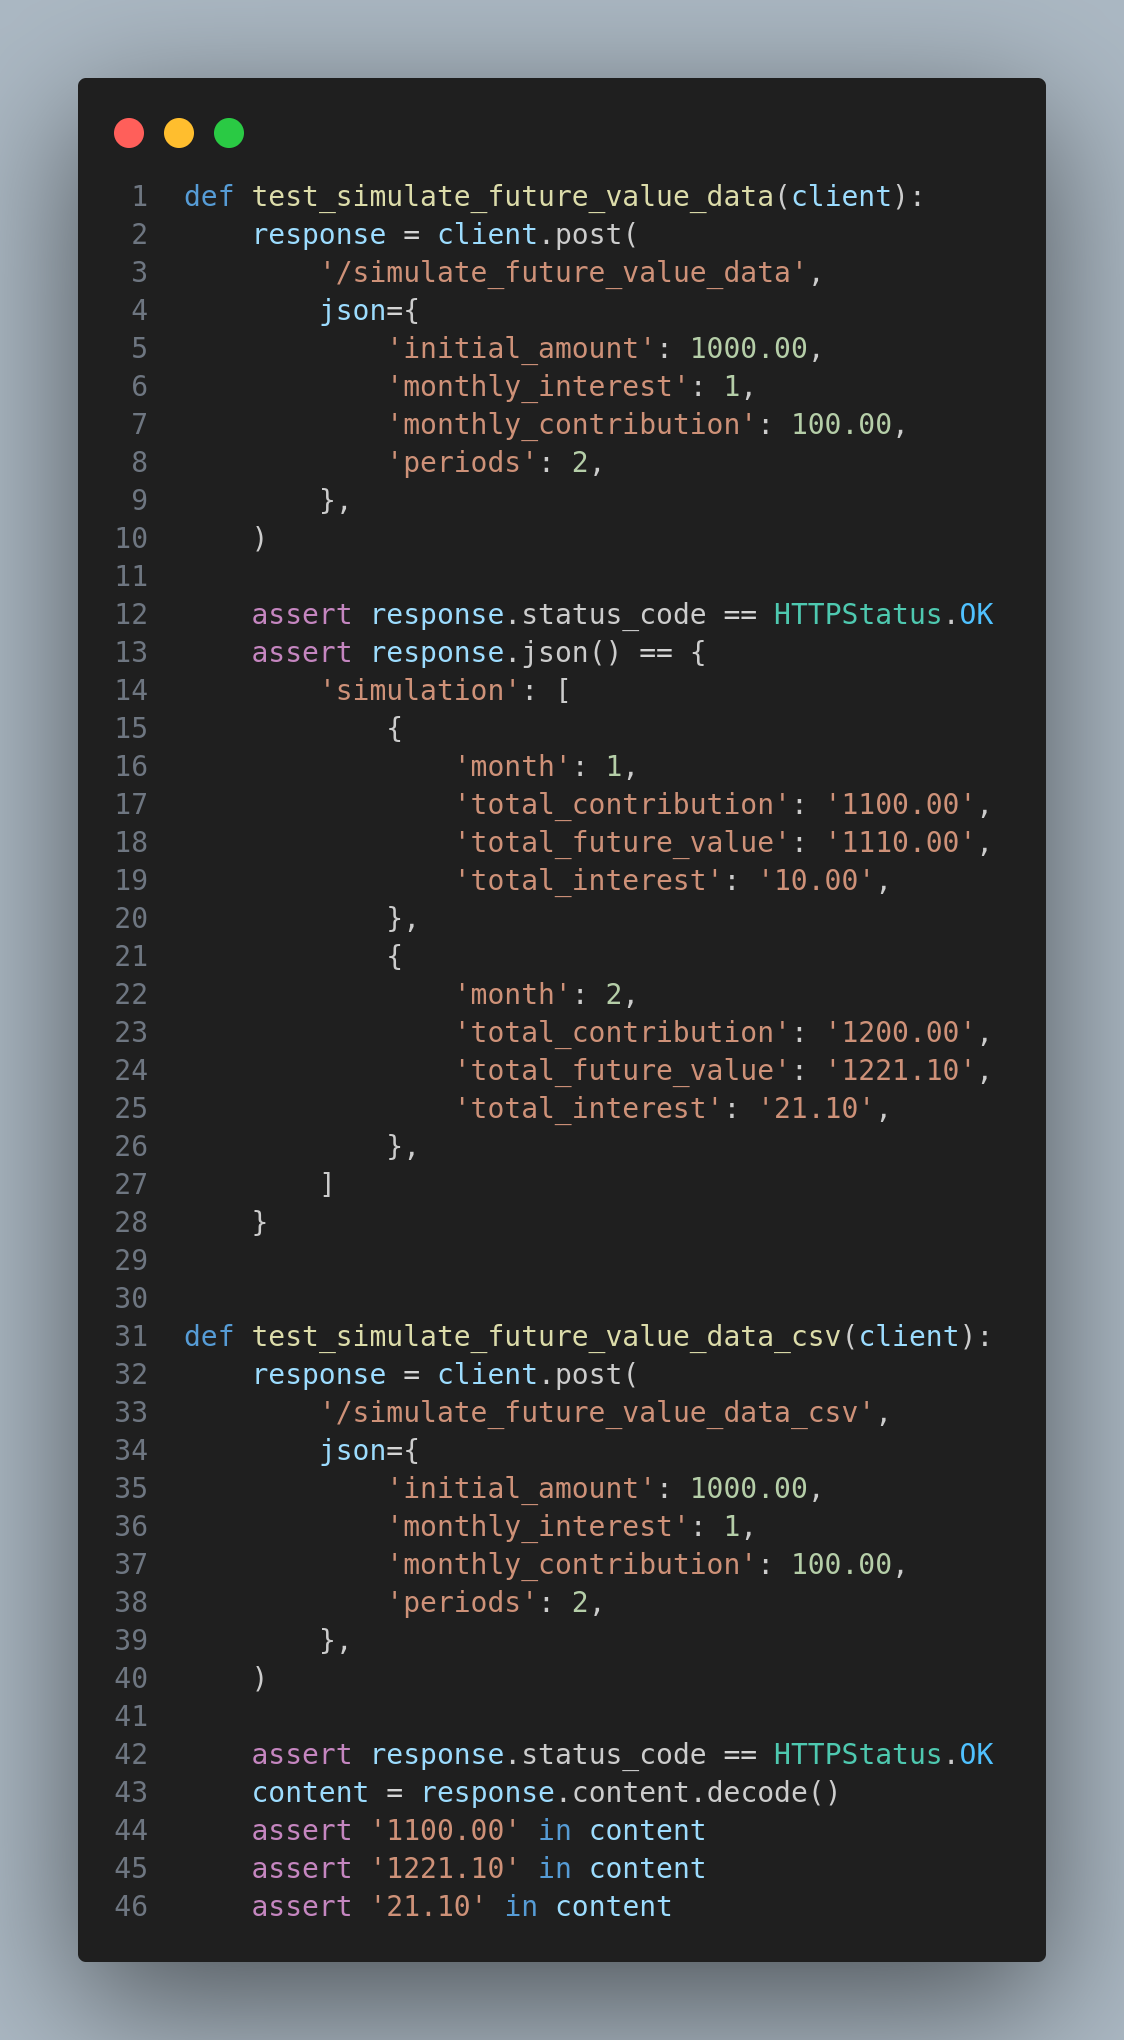 1 def test_simulate_future_value_data(client):
2     response = client.post(
3         '/simulate_future_value_data',
4         json={
5             'initial_amount': 1000.00,
6             'monthly_interest': 1,
7             'monthly_contribution': 100.00,
8             'periods': 2,
9         },
10     )
11
12     assert response.status_code == HTTPStatus.OK
13     assert response.json() == {
14         'simulation': [
15             {
16                 'month': 1,
17                 'total_contribution': '1100.00',
18                 'total_future_value': '1110.00',
19                 'total_interest': '10.00',
20             },
21             {
22                 'month': 2,
23                 'total_contribution': '1200.00',
24                 'total_future_value': '1221.10',
25                 'total_interest': '21.10',
26             },
27         ]
28     }
29
30
31 def test_simulate_future_value_data_csv(client):
32     response = client.post(
33         '/simulate_future_value_data_csv',
34         json={
35             'initial_amount': 1000.00,
36             'monthly_interest': 1,
37             'monthly_contribution': 100.00,
38             'periods': 2,
39         },
40     )
41
42     assert response.status_code == HTTPStatus.OK
43     content = response.content.decode()
44     assert '1100.00' in content
45     assert '1221.10' in content
46     assert '21.10' in content